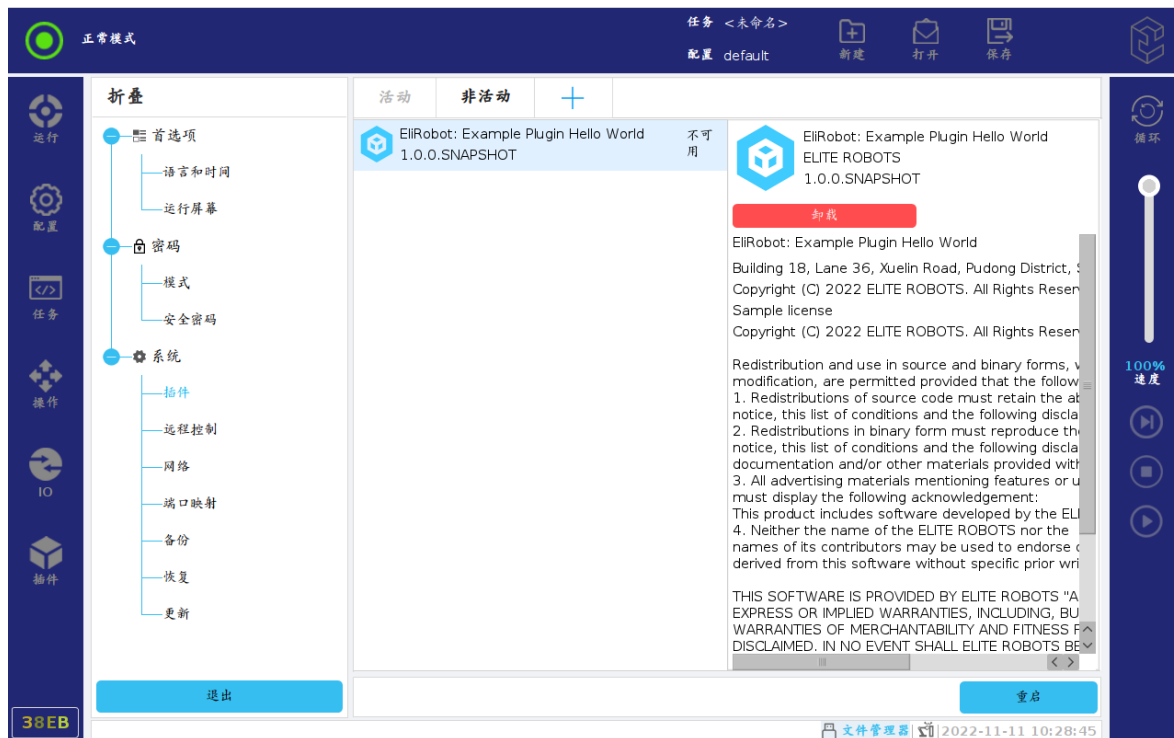 正常模式
任务 <未命名>
配置 default
新建
打开
保存
运行
配置
任务
操作
IO
插件
38EB
折叠
首选项
语言和时间
运行屏幕
密码
模式
安全密码
系统
插件
远程控制
网络
端口映射
备份
恢复
更新
退出
活动
非活动
EliRobot: Example Plugin Hello World
1.0.0.SNAPSHOT
不可
用
EliRobot: Example Plugin Hello World
ELITE ROBOTS
1.0.0.SNAPSHOT
卸载
EliRobot: Example Plugin Hello World
Building 18, Lane 36, Xuelin Road, Pudong District,
Copyright (C) 2022 ELITE ROBOTS. All Rights Reser
Sample license
Copyright (C) 2022 ELITE ROBOTS. All Rights Reser
Redistribution and use in source and binary forms,
modification, are permitted provided that the follow
1. Redistributions of source code must retain the ab
notice, this list of conditions and the following discla
2. Redistributions in binary form must reproduce the
notice, this list of conditions and the following discla
documentation and/or other materials provided with
3. All advertising materials mentioning features or u
must display the following acknowledgement:
This product includes software developed by the ELI
4. Neither the name of the ELITE ROBOTS nor the
names of its contributors may be used to endorse
derived from this software without specific prior wri
THIS SOFTWARE IS PROVIDED BY ELITE ROBOTS "A
EXPRESS OR IMPLIED WARRANTIES, INCLUDING, BU
WARRANTIES OF MERCHANTABILITY AND FITNESS
DISCLAIMED. IN NO EVENT SHALL ELITE ROBOTS BE
重启
循环
100%
速度
文件管理器
2022-11-11 10:28:45